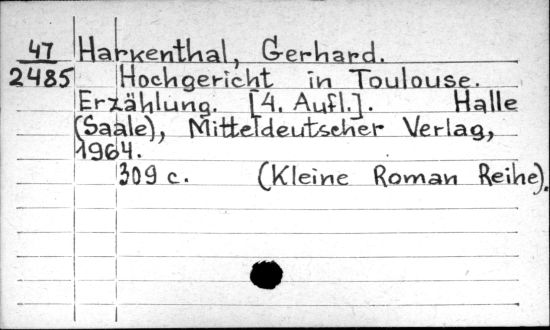 47
2485
Harkenthal, Gerhard.
Hochgericht in Toulouse.
Erzählung. [4. Aufl.]. Halle
(Saale), Mitteldeutscher Verlag,
1964.
309 c. (Kleine Roman Reihe).